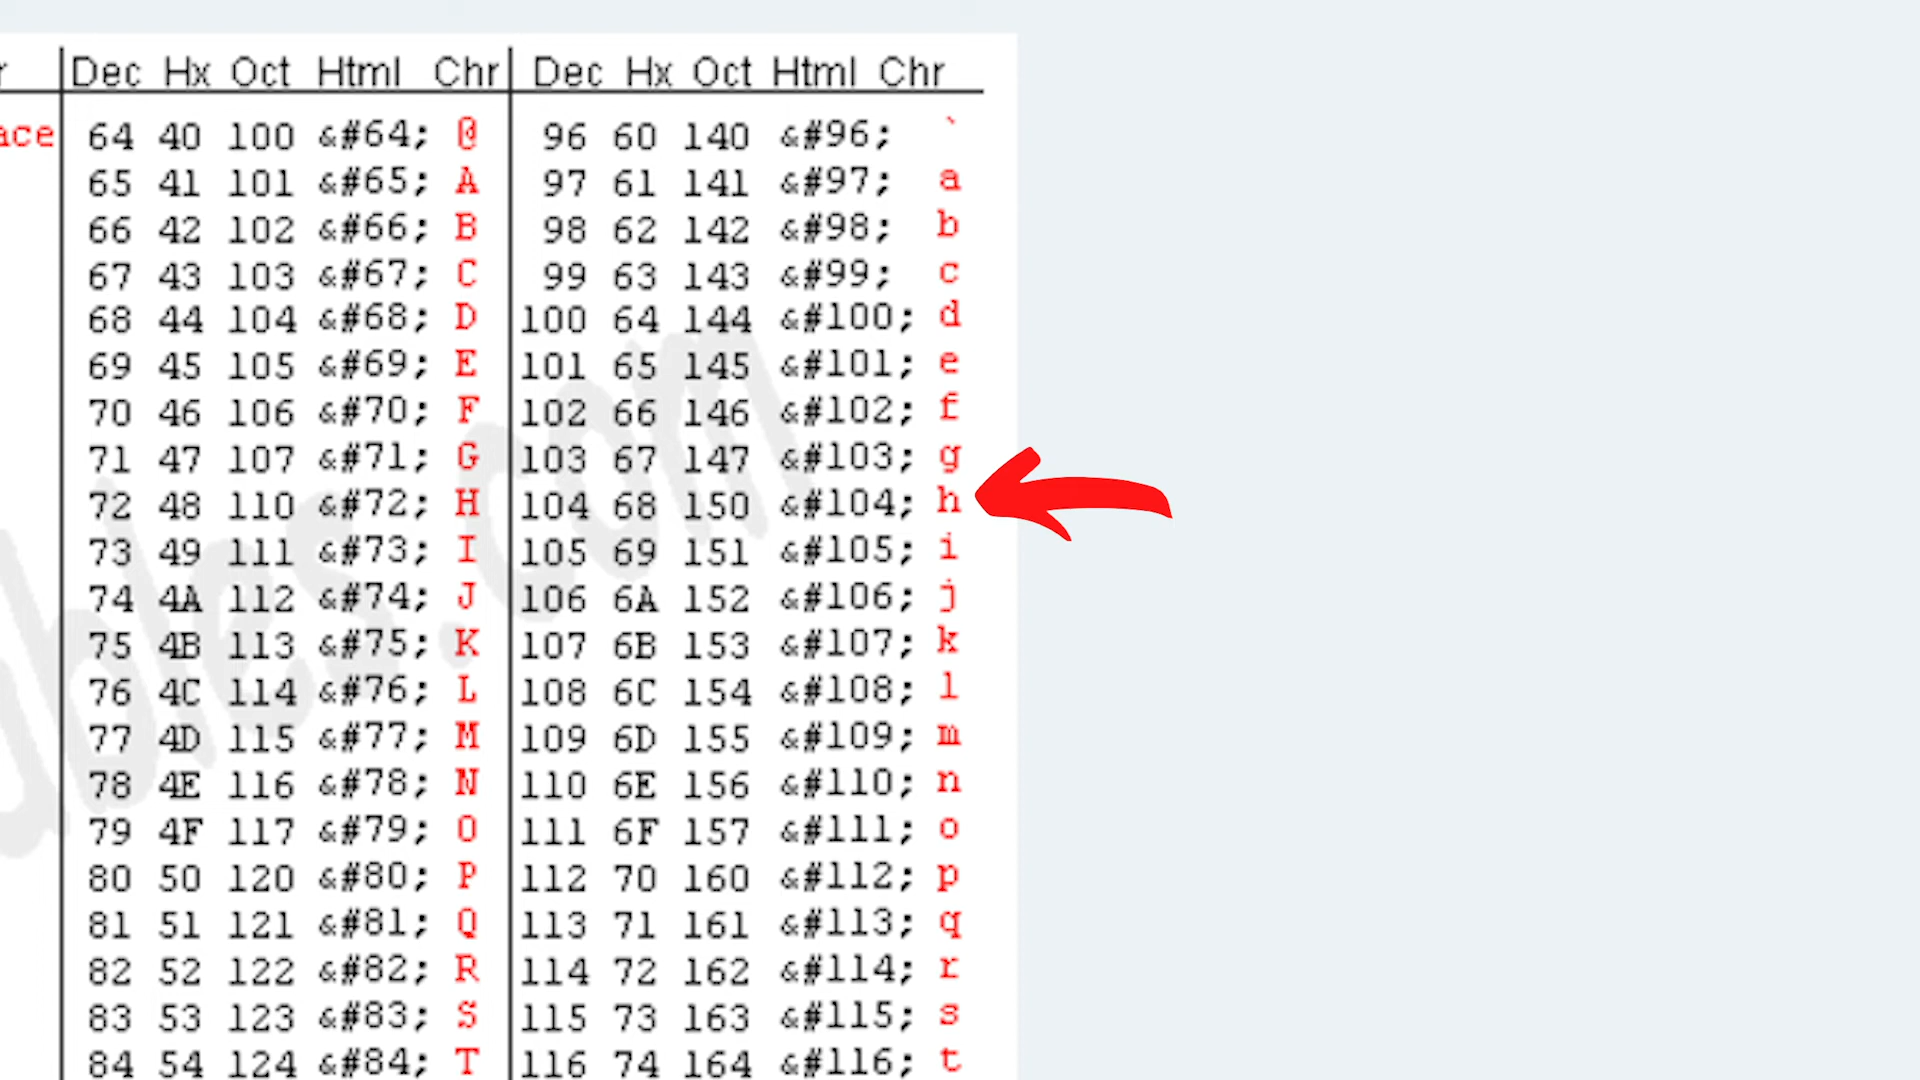 r Dec Hx Oct Html Chr Dec Hx Oct Html Chr
ace 64 40 100 &#64; @ 96 60 140 &#96; `
65 41 101 &#65; A 97 61 141 &#97; a
66 42 102 &#66; B 98 62 142 &#98; b
67 43 103 &#67; C 99 63 143 &#99; c
68 44 104 &#68; D 100 64 144 &#100; d
69 45 105 &#69; E 101 65 145 &#101; e
70 46 106 &#70; F 102 66 146 &#102; f
71 47 107 &#71; G 103 67 147 &#103; g
72 48 110 &#72; H 104 68 150 &#104; h
73 49 111 &#73; I 105 69 151 &#105; i
74 4A 112 &#74; J 106 6A 152 &#106; j
75 4B 113 &#75; K 107 6B 153 &#107; k
76 4C 114 &#76; L 108 6C 154 &#108; l
77 4D 115 &#77; M 109 6D 155 &#109; m
78 4E 116 &#78; N 110 6E 156 &#110; n
79 4F 117 &#79; O 111 6F 157 &#111; o
80 50 120 &#80; P 112 70 160 &#112; p
81 51 121 &#81; Q 113 71 161 &#113; q
82 52 122 &#82; R 114 72 162 &#114; r
83 53 123 &#83; S 115 73 163 &#115; s
84 54 124 &#84; T 116 74 164 &#116; t
bles.com